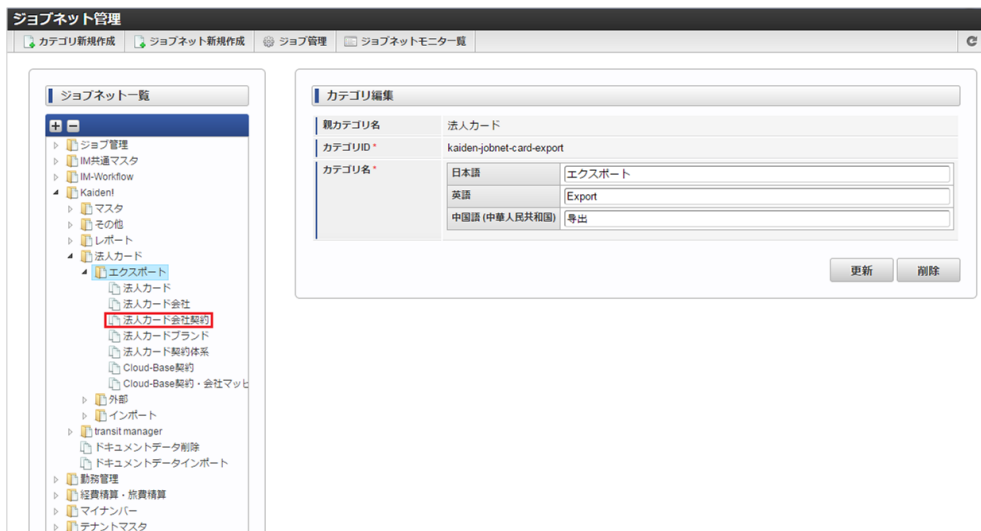 ジョブネット管理
カテゴリ新規作成 ジョブネット新規作成 ジョブ管理 ジョブネットモニタ一覧
ジョブネット一覧
ジョブ管理
IM共通マスタ
IM-Workflow
Kaiden!
マスタ
その他
レポート
法人カード
エクスポート
法人カード
法人カード会社
法人カード会社契約
法人カードブランド
法人カード契約体系
Cloud-Base契約
Cloud-Base契約・会社マッピ
外部
インポート
transit manager
ドキュメントデータ削除
ドキュメントデータインポート
勤務管理
経費精算・旅費精算
マイナンバー
テナントマスタ
カテゴリ編集
親カテゴリ名 法人カード
カテゴリID * kaiden-jobnet-card-export
カテゴリ名 *
日本語 エクスポート
英語 Export
中国語 (中華人民共和国) 导出
更新 削除